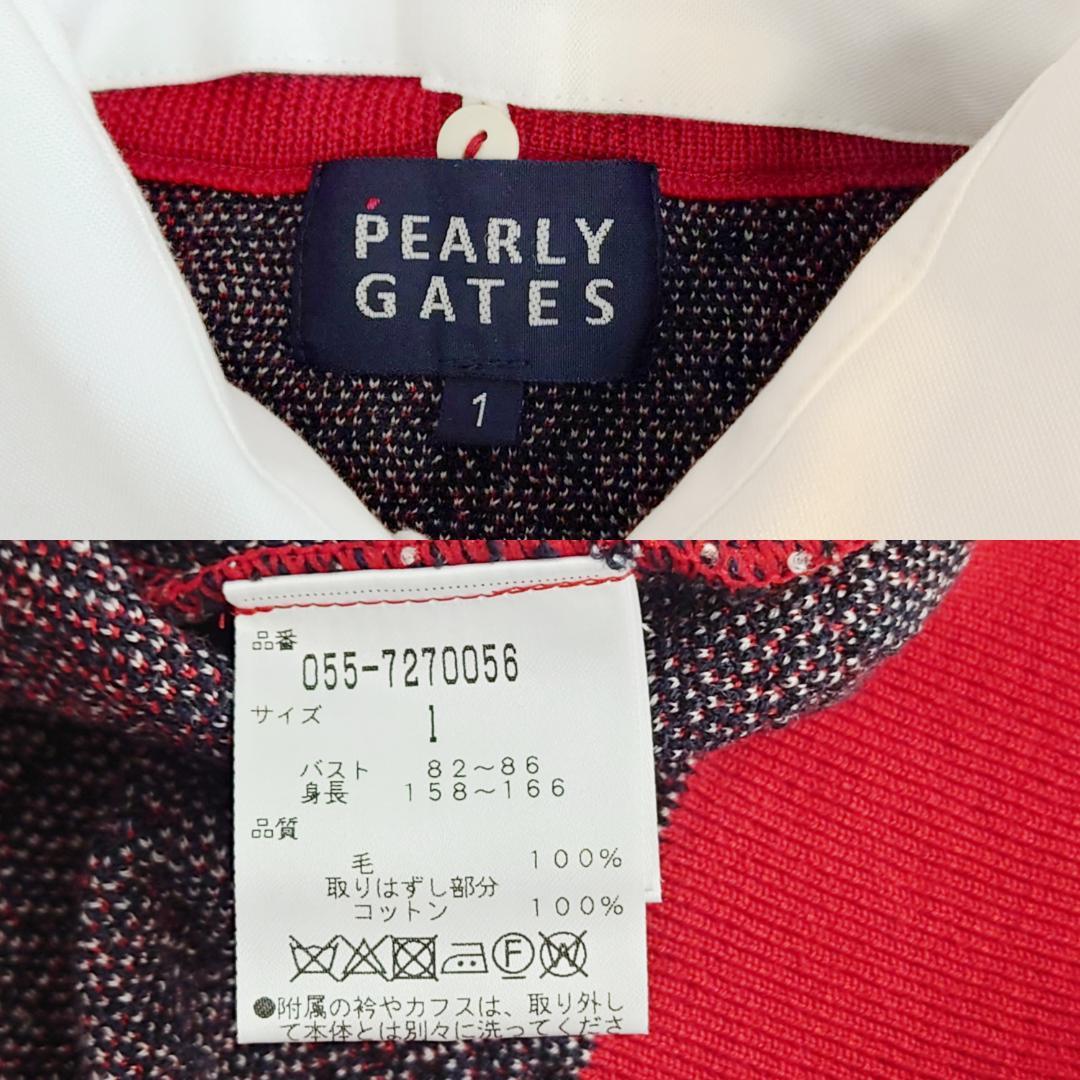 PEARLY
GATES
1
品番
055-7270056
サイズ 1
バスト 82～86
身長 158～166
品質
毛 100%
取りはずし部分
コットン 100%
F W
●附属の衿やカフスは、取り外し
て本体とは別々に洗ってくださ